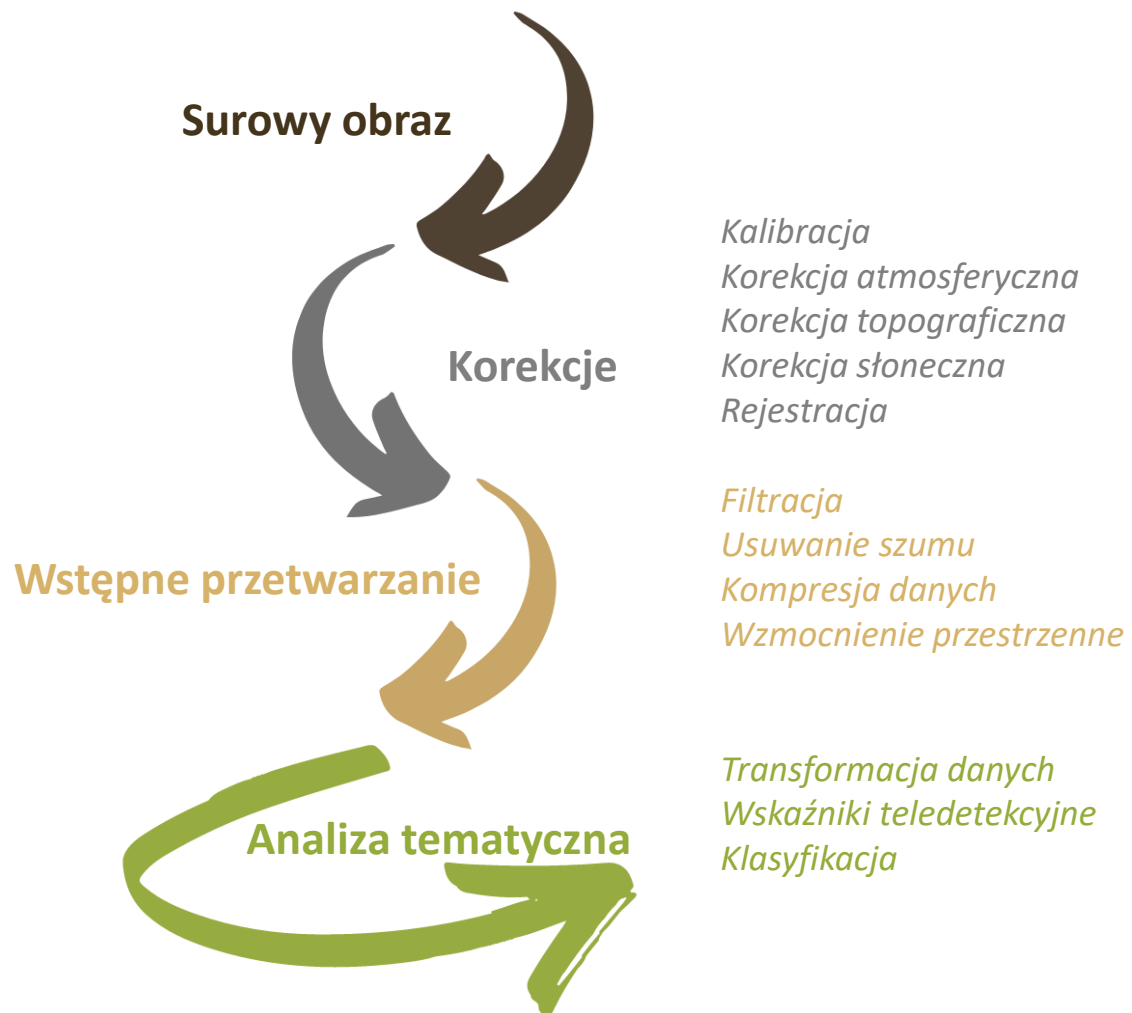 Surowy obraz
Kalibracja
Korekcja atmosferyczna
Korekcja topograficzna
Korekcje
Korekcja słoneczna
Rejestracja
Filtracja
Usuwanie szumu
Wstępne przetwarzanie
Kompresja danych
Wzmocnienie przestrzenne
Transformacja danych
Wskaźniki teledetekcyjne
Analiza tematyczna
Klasyfikacja